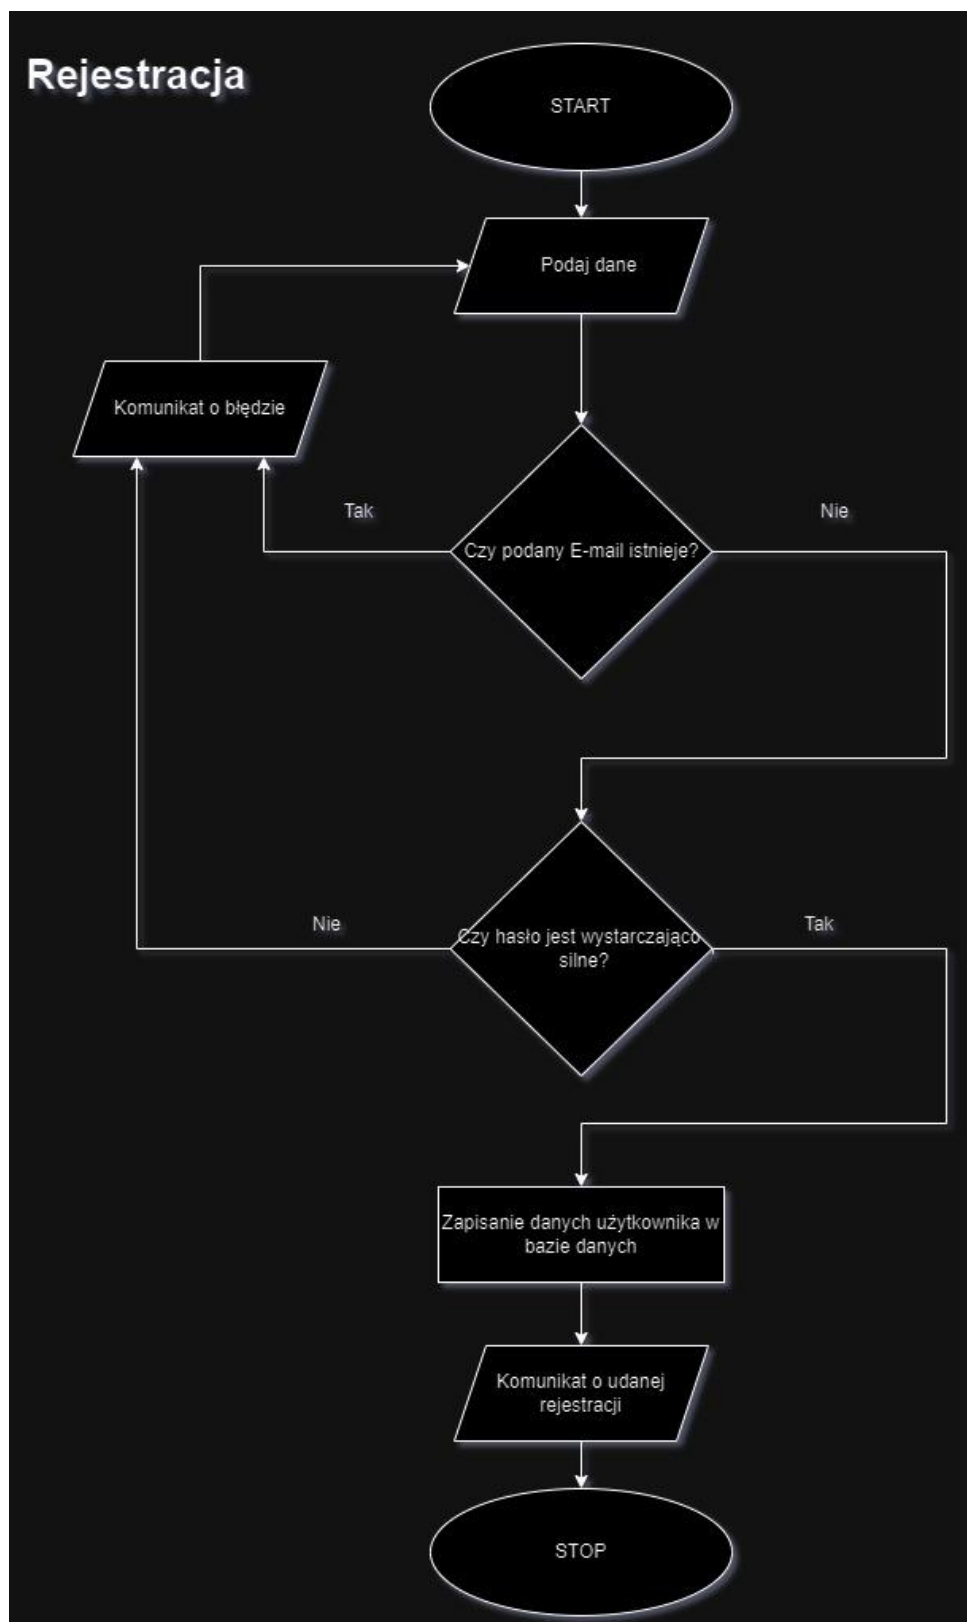 Rejestracja
START
Podaj dane
Komunikat o błędzie
Tak
Nie
Czy podany E-mail istnieje?
Nie
Tak
Czy hasło jest wystarczająco
silne?
Zapisanie danych użytkownika w
bazie danych
Komunikat o udanej
rejestracji
STOP